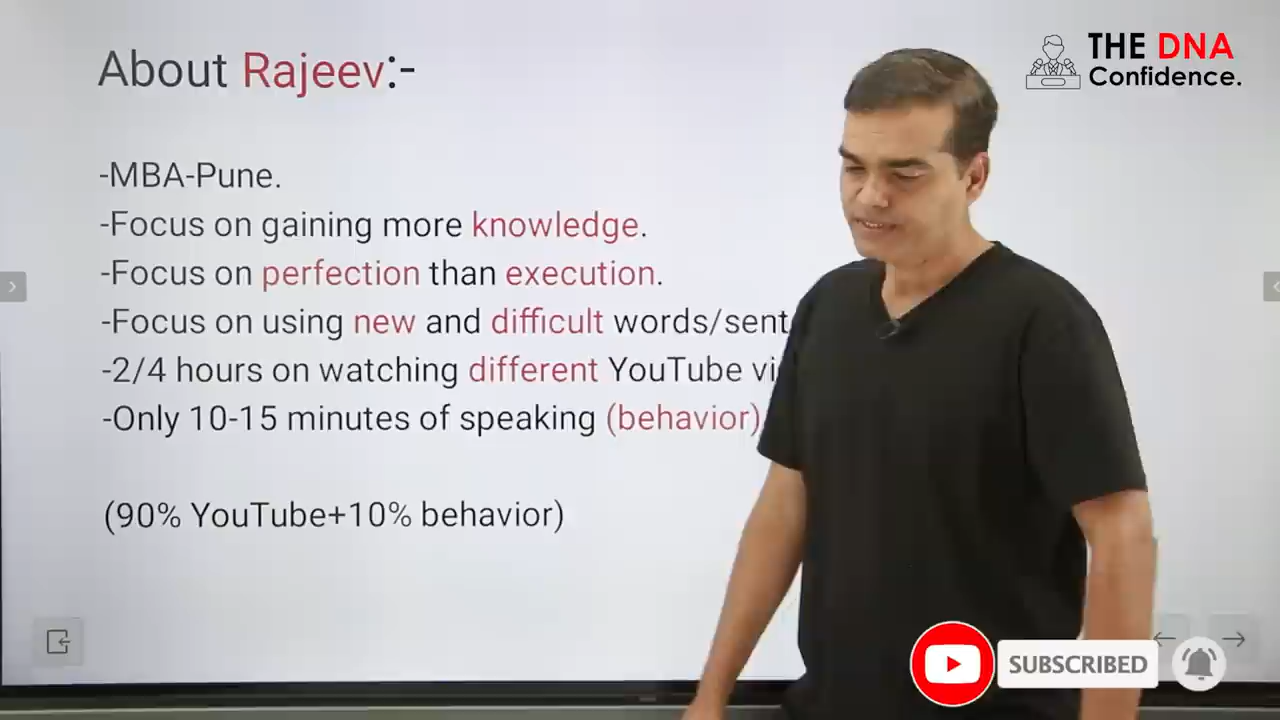 About Rajeev:-
THE DNA
Confidence.
-MBA-Pune.
-Focus on gaining more knowledge.
-Focus on perfection than execution.
-Focus on using new and difficult words/sent
-2/4 hours on watching different YouTube vi
-Only 10-15 minutes of speaking (behavior)
(90% YouTube+10% behavior)
SUBSCRIBED